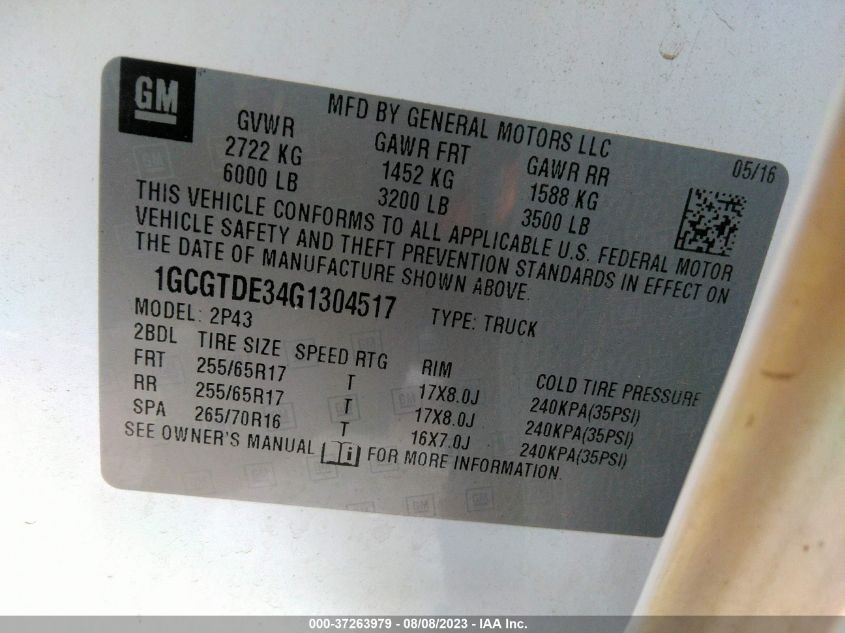 GM
MFD BY GENERAL MOTORS LLC
05/16
GVWR GAWR FRT GAWR RR
2722 KG 1452 KG 1588 KG
6000 LB 3200 LB 3500 LB
THIS VEHICLE CONFORMS TO ALL APPLICABLE U.S. FEDERAL MOTOR
VEHICLE SAFETY AND THEFT PREVENTION STANDARDS IN EFFECT ON
THE DATE OF MANUFACTURE SHOWN ABOVE.
1GCGTDE34G1304517 TYPE: TRUCK
MODEL: 2P43
2BDL TIRE SIZE SPEED RTG RIM COLD TIRE PRESSURE
FRT 255/65R17 T 17X8.0J 240KPA(35PSI)
RR 255/65R17 T 17X8.0J 240KPA(35PSI)
SPA 265/70R16 T 16X7.0J 240KPA(35PSI)
SEE OWNER'S MANUAL i FOR MORE INFORMATION.
000-37263979 - 08/08/2023 - IAA Inc.